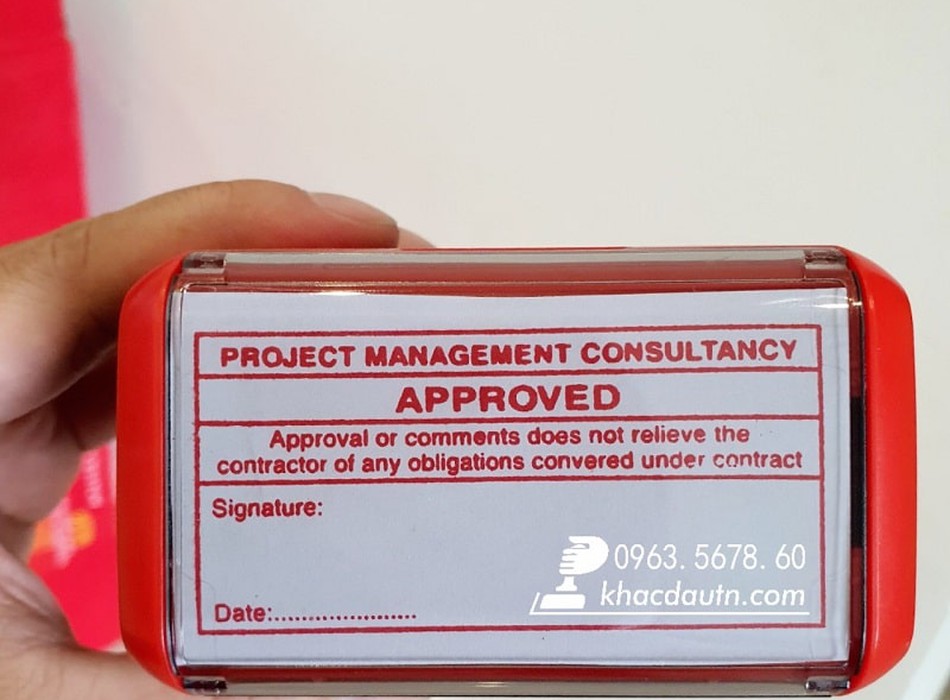 PROJECT MANAGEMENT CONSULTANCY
APPROVED
Approval or comments does not relieve the
contractor of any obligations convered under contract
Signature:
0963. 5678. 60
khacdautn.com
Date:......................